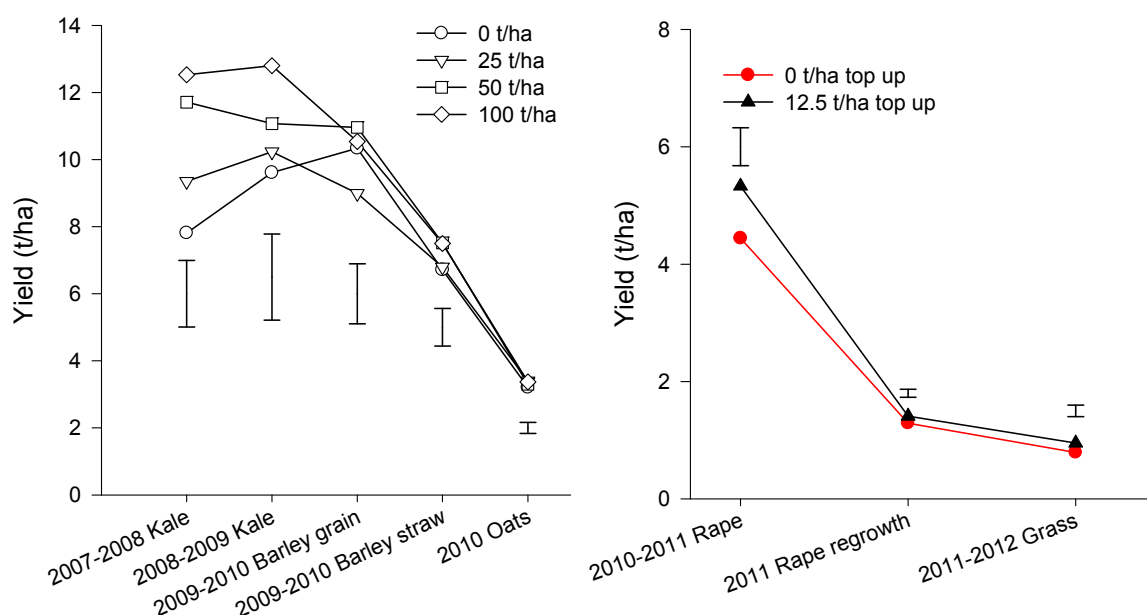 Yield (t/ha)
14
12
10
8
6
4
2
0
0 t/ha
25 t/ha
50 t/ha
100 t/ha
2007-2008 Kale
2008-2009 Kale
2009-2010 Barley grain
2009-2010 Barley straw
2010 Oats
Yield (t/ha)
8
6
4
2
0
0 t/ha top up
12.5 t/ha top up
2010-2011 Rape
2011 Rape regrowth
2011-2012 Grass